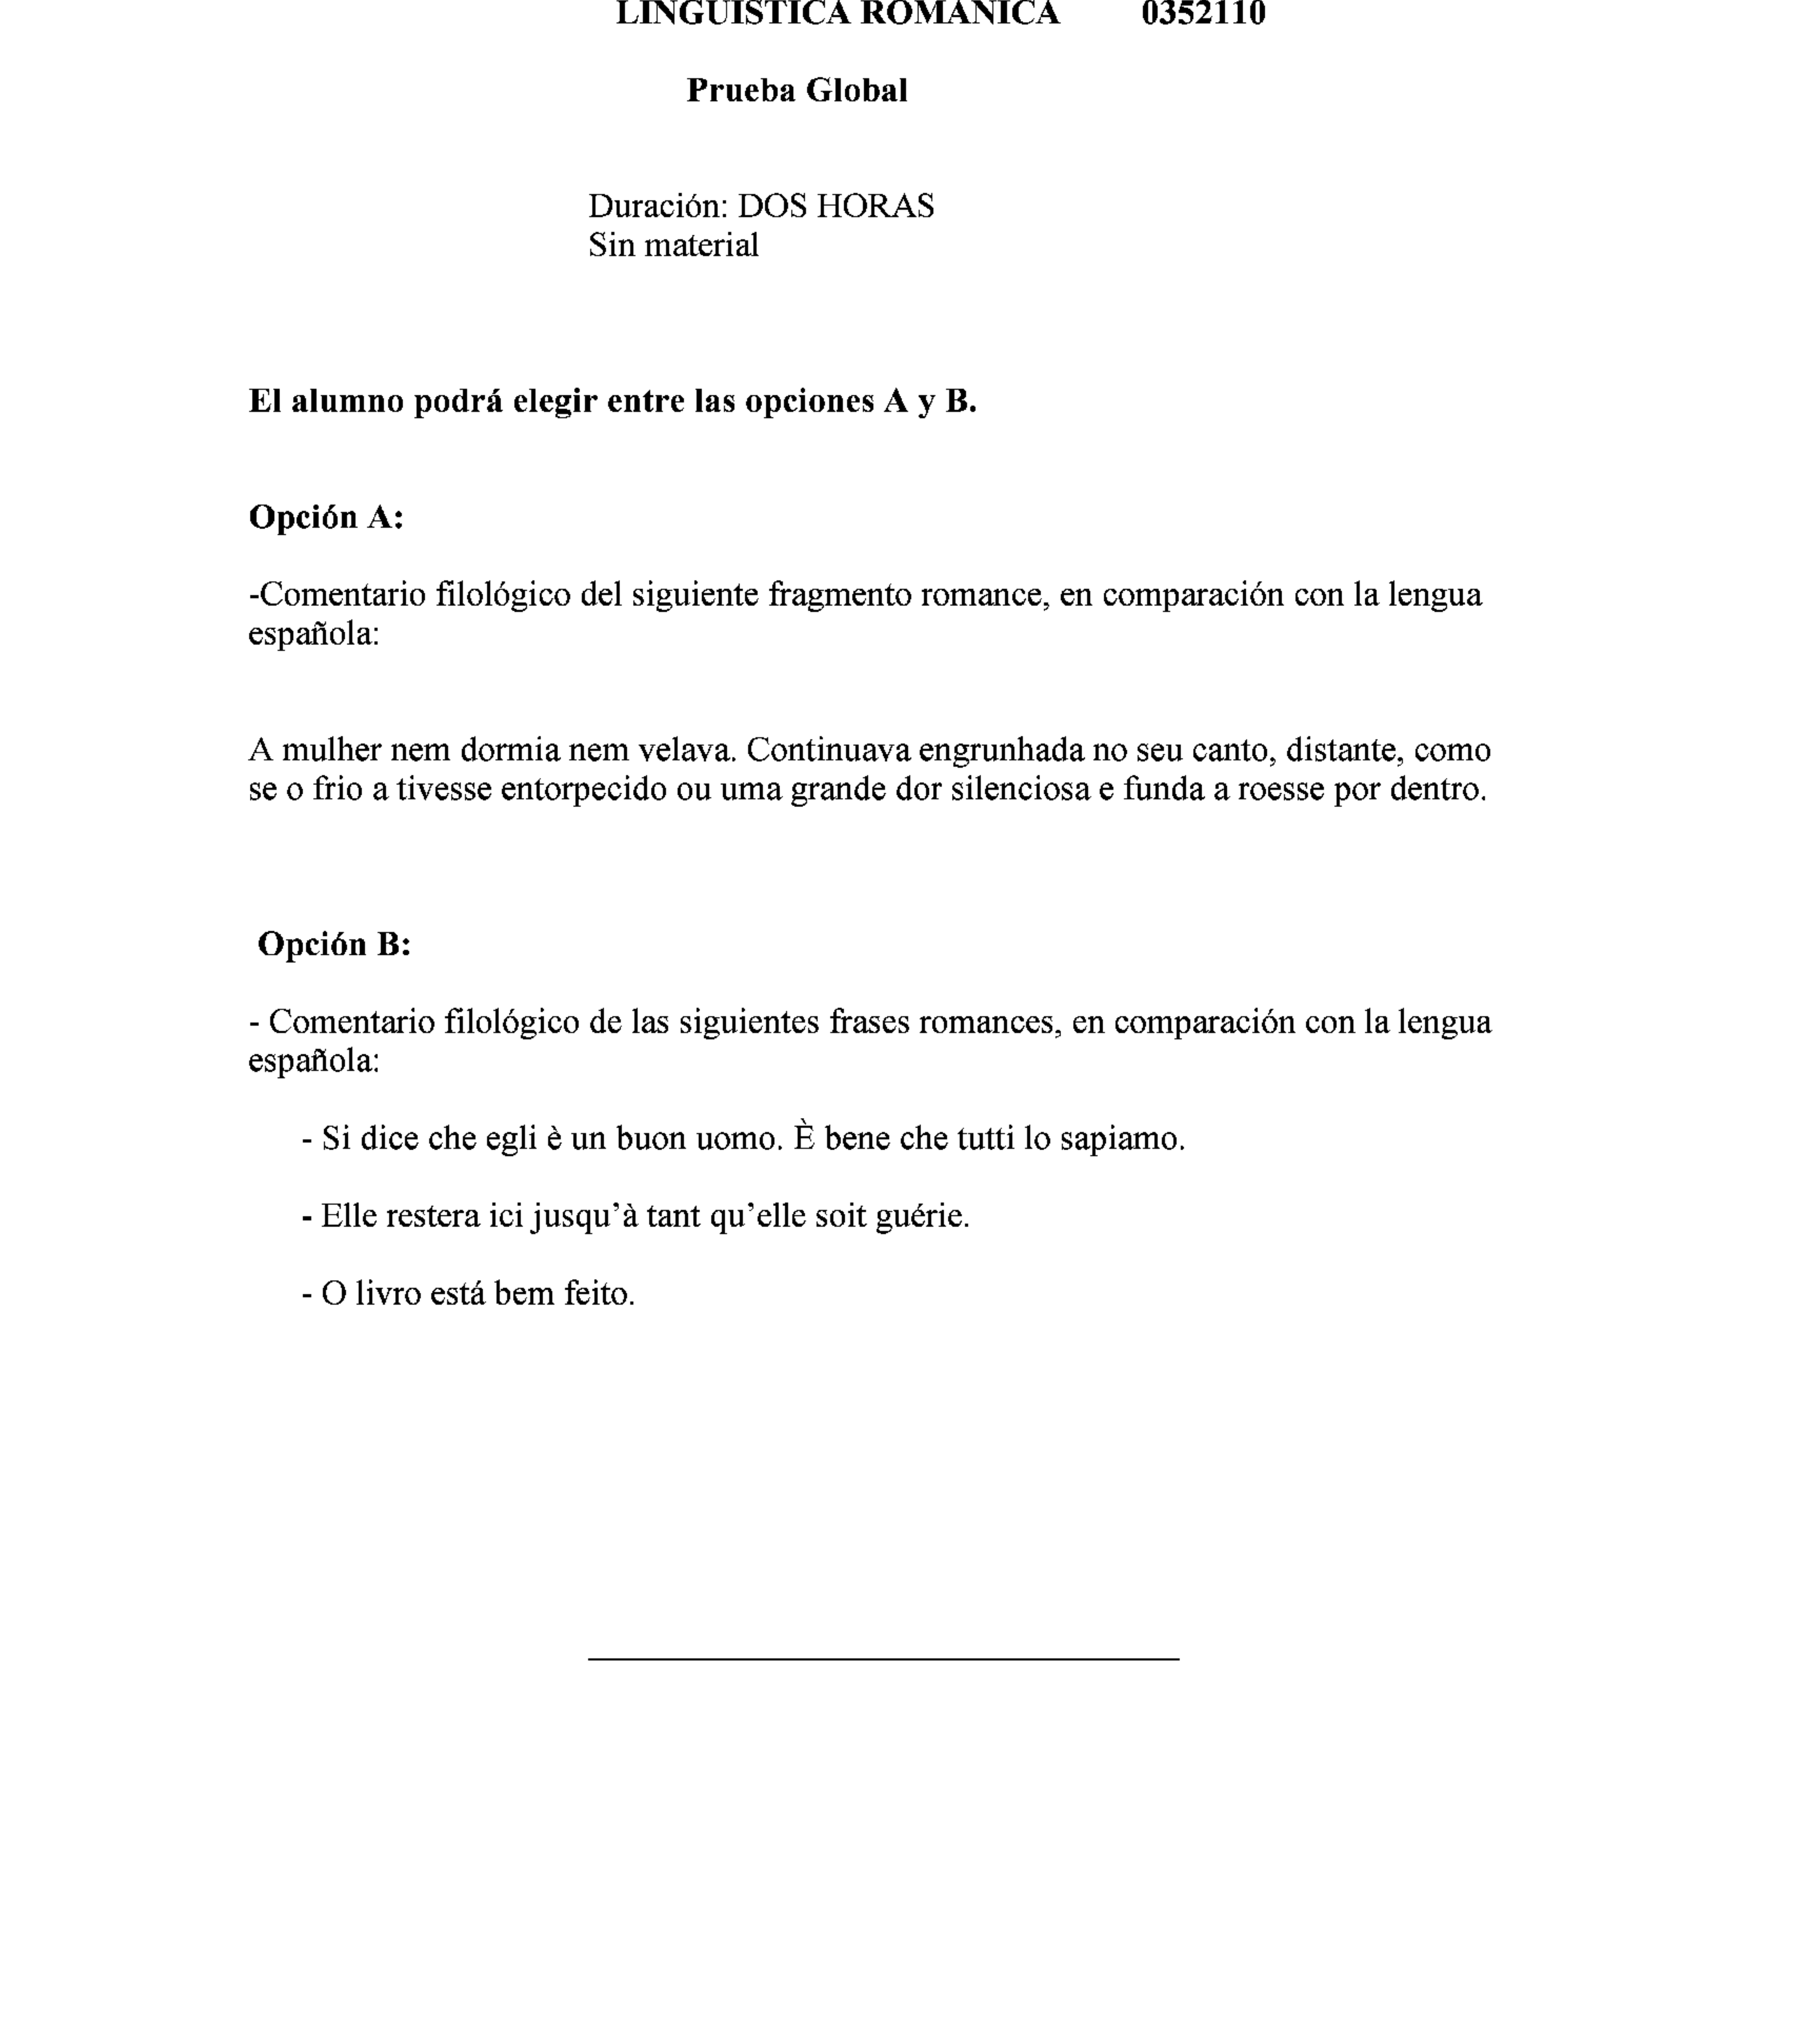 LINGÜÍSTICA ROMÁNICA 0352110
Prueba Global
Duración: DOS HORAS
Sin material
El alumno podrá elegir entre las opciones A y B.
Opción A:
-Comentario filológico del siguiente fragmento romance, en comparación con la lengua
española:
A mulher nem dormia nem velava. Continuava engrunhada no seu canto, distante, como
se o frio a tivesse entorpecido ou uma grande dor silenciosa e funda a roesse por dentro.
Opción B:
- Comentario filológico de las siguientes frases romances, en comparación con la lengua
española:
- Si dice che egli è un buon uomo. È bene che tutti lo sapiamo.
- Elle restera ici jusqu’à tant qu’elle soit guérie.
- O livro está bem feito.